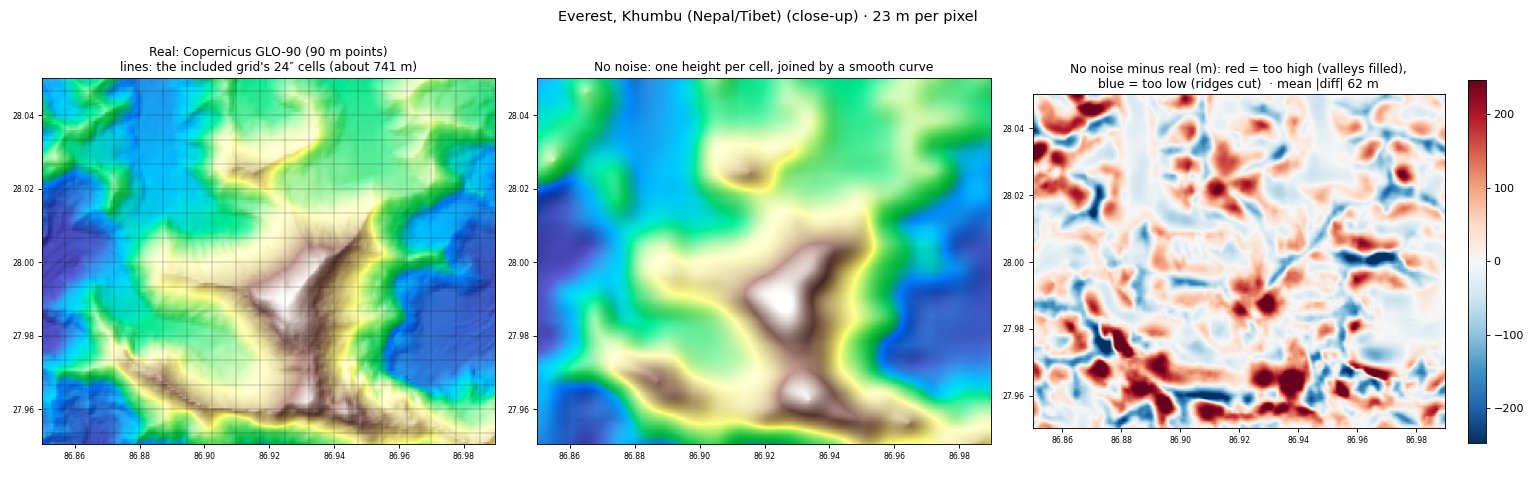 Everest, Khumbu (Nepal/Tibet) (close-up) · 23 m per pixel
Real: Copernicus GLO-90 (90 m points)
lines: the included grid's 24″ cells (about 741 m)
28.04
28.02
28.00
27.98
27.96
86.86 86.88 86.90 86.92 86.94 86.96 86.98
No noise: one height per cell, joined by a smooth curve
28.04
28.02
28.00
27.98
27.96
86.86 86.88 86.90 86.92 86.94 86.96 86.98
No noise minus real (m): red = too high (valleys filled),
blue = too low (ridges cut) · mean |diff| 62 m
28.04
28.02
28.00
27.98
27.96
86.86 86.88 86.90 86.92 86.94 86.96 86.98
200
100
0
−100
−200